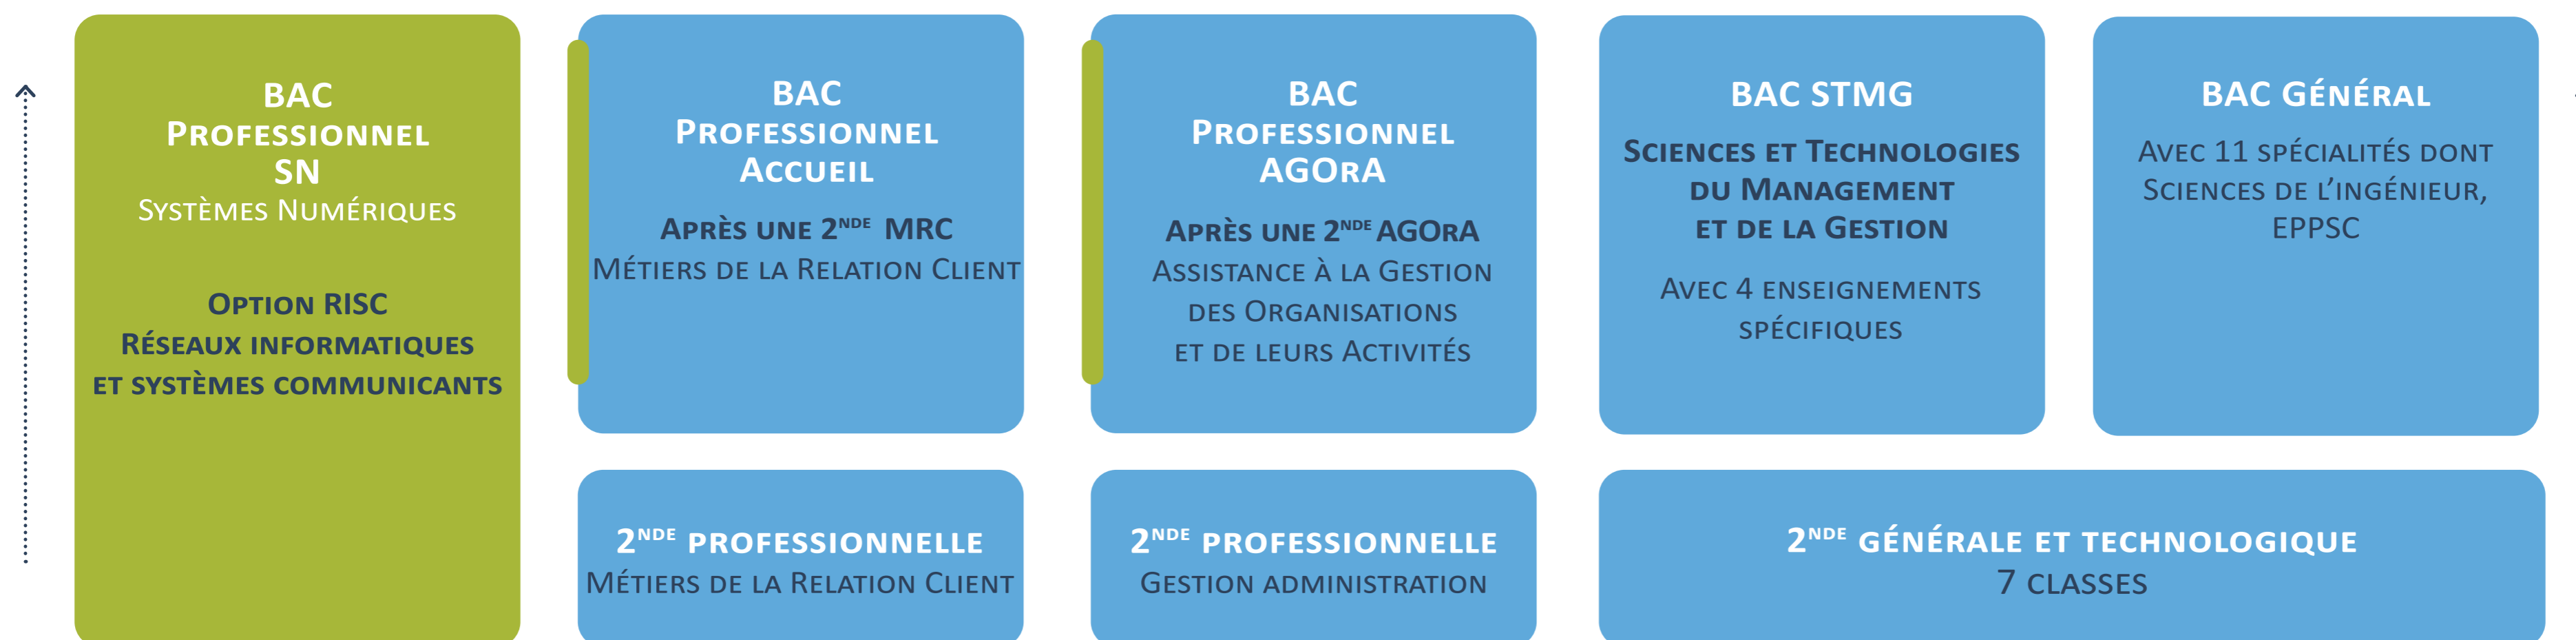 BAC
PROFESSIONNEL
SN
SYSTÈMES NUMÉRIQUES
OPTION RISC
RÉSEAUX INFORMATIQUES
ET SYSTÈMES COMMUNICANTS
BAC
PROFESSIONNEL
ACCUEIL
APRÈS UNE 2NDE MRC
MÉTIERS DE LA RELATION CLIENT
BAC
PROFESSIONNEL
AGORA
APRÈS UNE 2NDE AGORA
ASSISTANCE À LA GESTION
DES ORGANISATIONS
ET DE LEURS ACTIVITÉS
BAC STMG
SCIENCES ET TECHNOLOGIES
DU MANAGEMENT
ET DE LA GESTION
AVEC 4 ENSEIGNEMENTS
SPÉCIFIQUES
BAC GÉNÉRAL
AVEC 11 SPÉCIALITÉS DONT
SCIENCES DE L'INGÉNIEUR,
EPPSC
2NDE PROFESSIONNELLE
MÉTIERS DE LA RELATION CLIENT
2NDE PROFESSIONNELLE
GESTION ADMINISTRATION
2NDE GÉNÉRALE ET TECHNOLOGIQUE
7 CLASSES